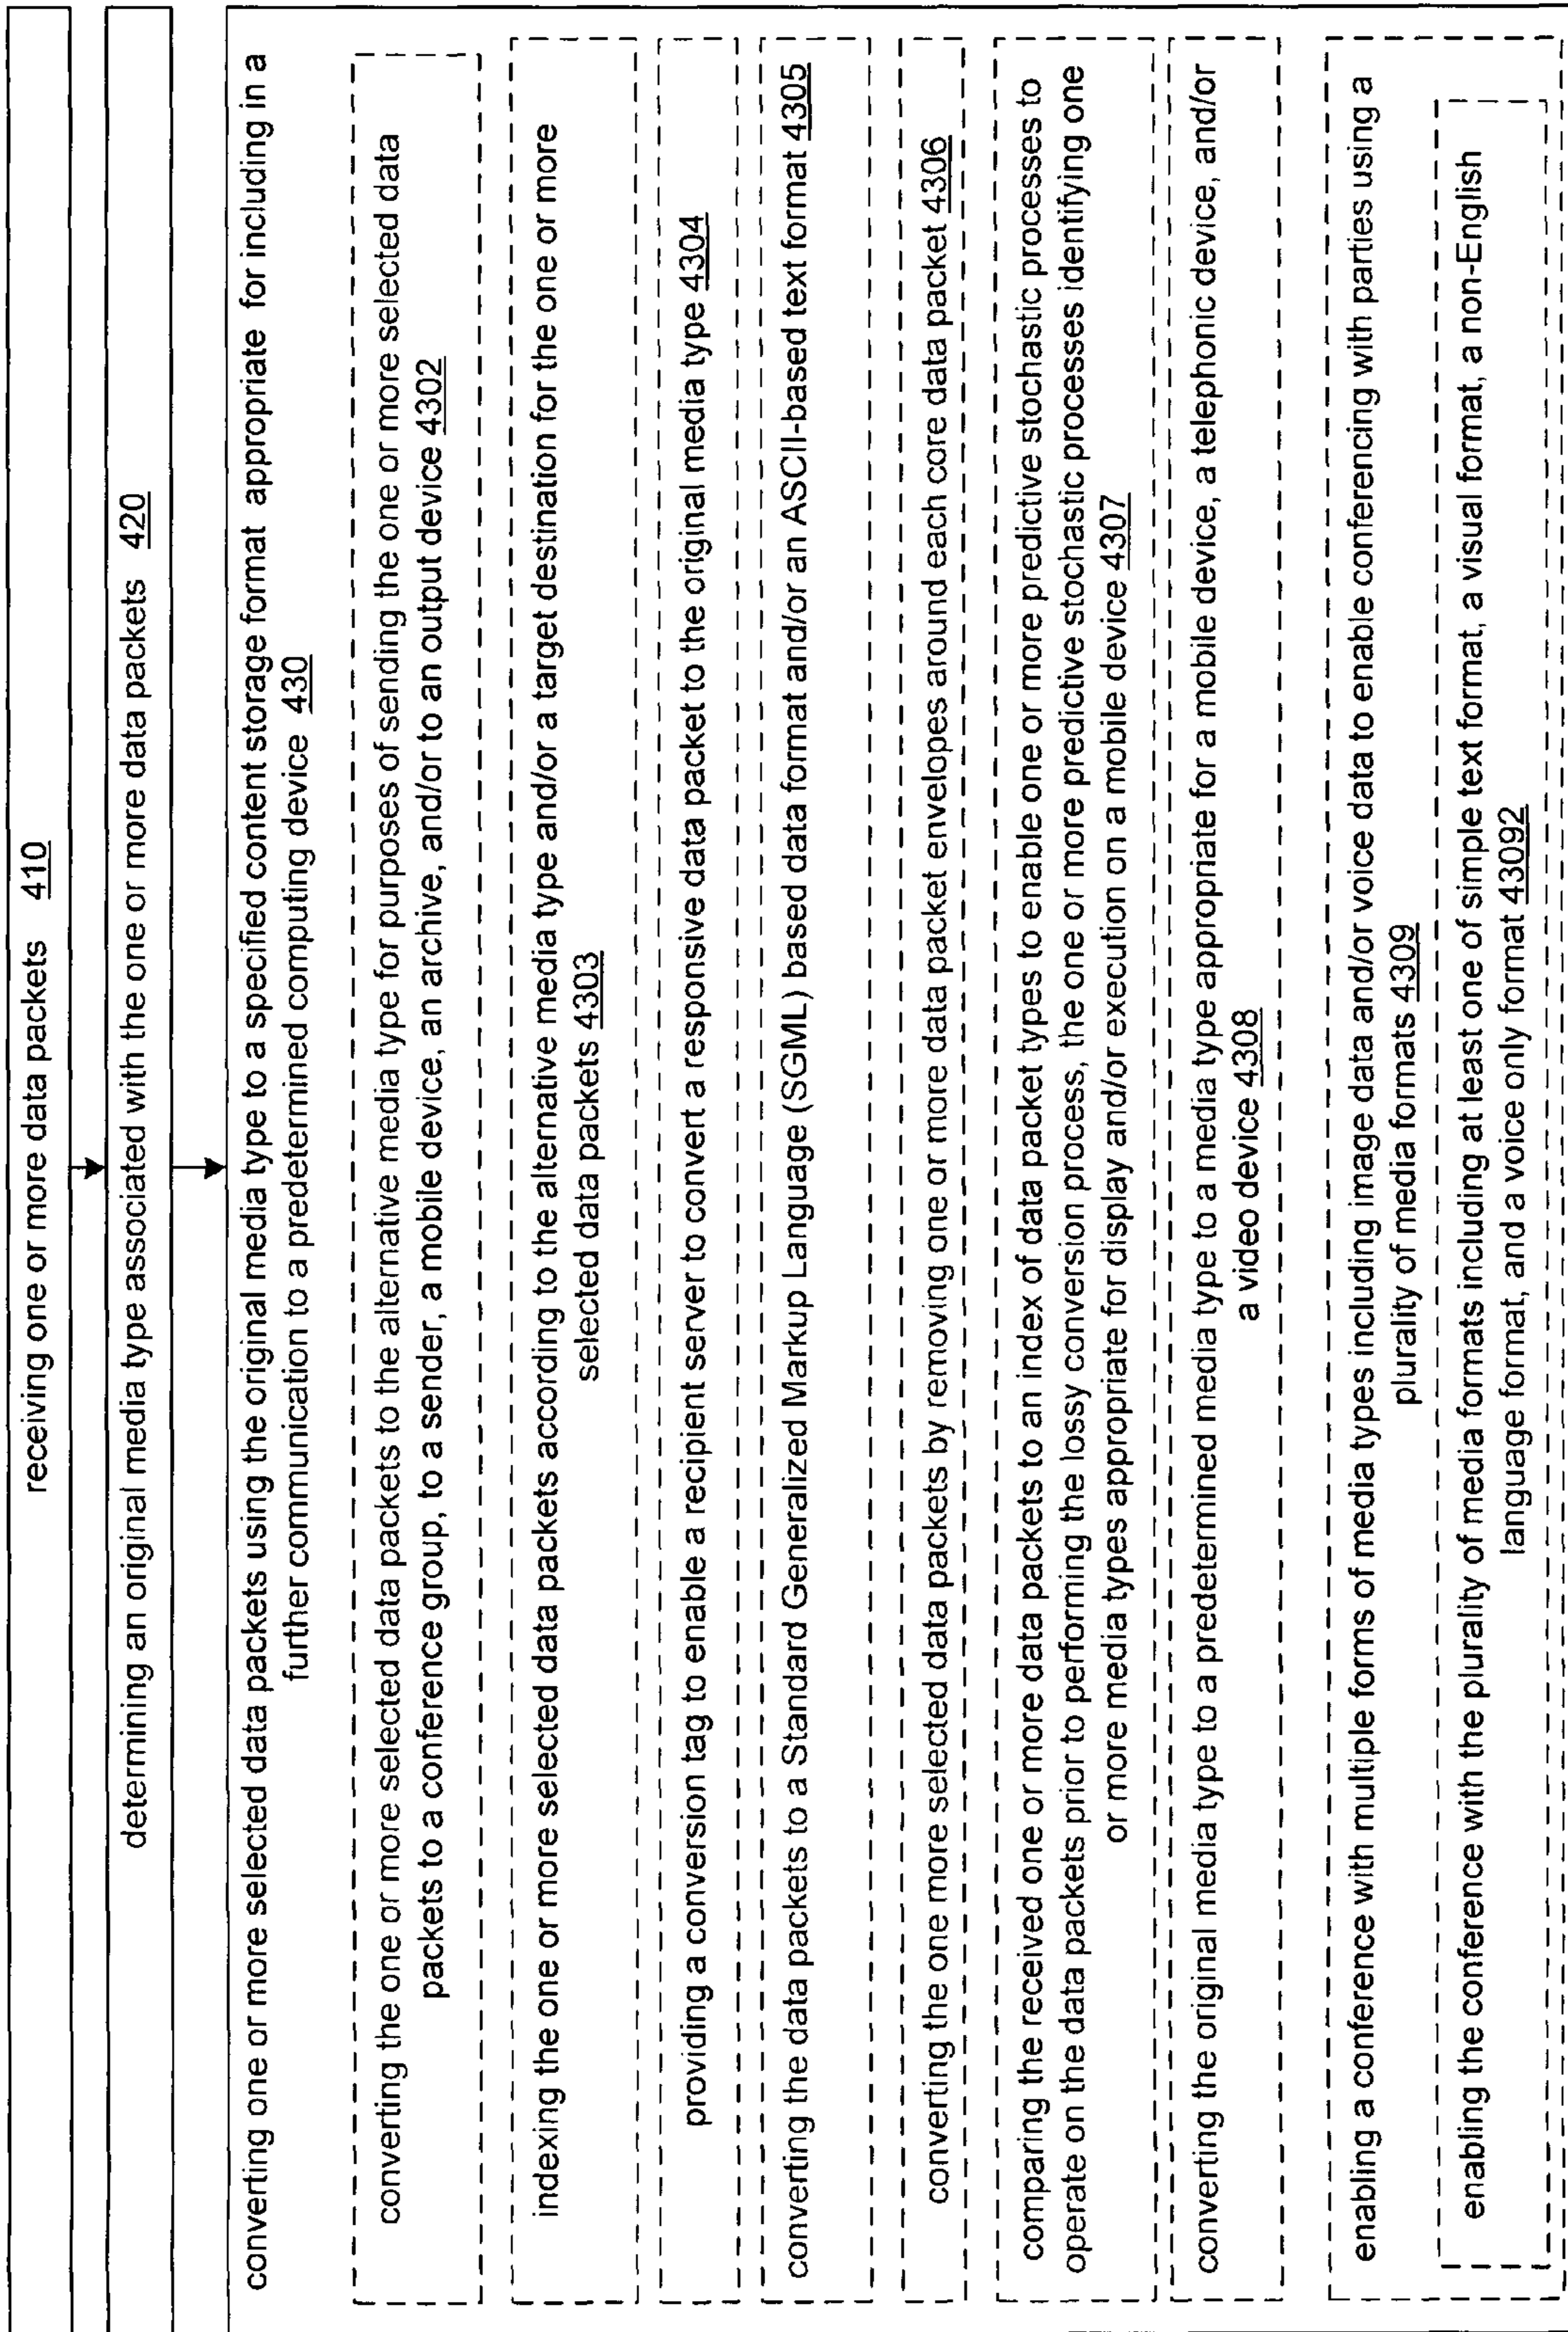 receiving one or more data packets 410
determining an original media type associated with the one or more data packets 420
converting one or more selected data packets using the original media type to a specified content storage format appropriate for including in a
further communication to a predetermined computing device 430
converting the one or more selected data packets to the alternative media type for purposes of sending the one or more selected data
packets to a conference group, to a sender, a mobile device, an archive, and/or to an output device 4302
indexing the one or more selected data packets according to the alternative media type and/or a target destination for the one or more
selected data packets 4303
providing a conversion tag to enable a recipient server to convert a responsive data packet to the original media type 4304
converting the data packets to a Standard Generalized Markup Language (SGML) based data format and/or an ASCII-based text format 4305
converting the one more selected data packets by removing one or more data packet envelopes around each core data packet 4306
comparing the received one or more data packets to an index of data packet types to enable one or more predictive stochastic processes to
operate on the data packets prior to performing the lossy conversion process, the one or more predictive stochastic processes identifying one
or more media types appropriate for display and/or execution on a mobile device 4307
converting the original media type to a predetermined media type to a media type appropriate for a mobile device, a telephonic device, and/or
a video device 4308
enabling a conference with multiple forms of media types including image data and/or voice data to enable conferencing with parties using a
plurality of media formats 4309
enabling the conference with the plurality of media formats including at least one of simple text format, a visual format, a non-English
language format, and a voice only format 43092